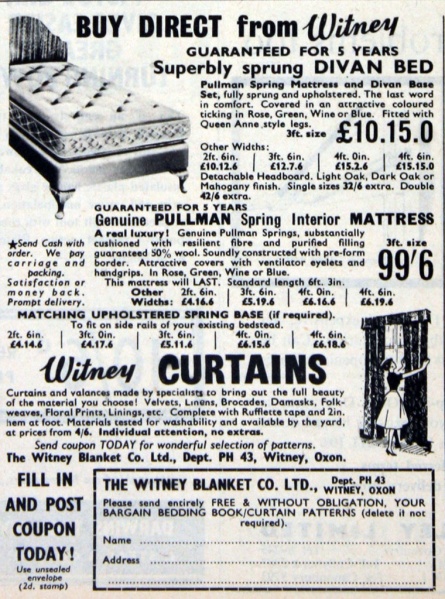 BUY DIRECT from Witney
GUARANTEED FOR 5 YEARS
Superbly sprung DIVAN BED
Pullman Spring Mattress and Divan Base
Set, fully sprung and upholstered. The last word
in comfort. Covered in an attractive coloured
ticking in Rose, Green, Wine or Blue. Fitted with
Queen Anne style legs.
3ft. size £10.15.0
Other Widths:
2ft. 6in. | 3ft. 6in. | 4ft. 0in. | 4ft. 6in.
£10.12.6 | £12.7.6 | £15.2.6 | £15.15.0
Detachable Headboard. Light Oak, Dark Oak or
Mahogany finish. Single sizes 32/6 extra. Double
42/6 extra.
GUARANTEED FOR 5 YEARS
Genuine PULLMAN Spring Interior MATTRESS
★Send Cash with
order. We pay
carriage and
packing.
Satisfaction or
money back.
Prompt delivery.
A real luxury! Genuine Pullman Springs, substantially
cushioned with resilient fibre and purified filling
guaranteed 50% wool. Soundly constructed with pre-form
border. Attractive covers with ventilator eyelets and
handgrips. In Rose, Green, Wine or Blue.
This mattress will LAST. Standard length 6ft. 3in.
3ft. size
99'6
Other Widths: 2ft. 6in. | 3ft. 6in. | 4ft. 0in. | 4ft. 6in.
£4.16.6 | £5.19.6 | £6.16.6 | £6.19.6
MATCHING UPHOLSTERED SPRING BASE (if required).
To fit on side rails of your existing bedstead.
2ft. 6in. | 3ft. 0in. | 3ft. 6in. | 4ft. 0in. | 4ft. 6in.
£4.14.6 | £4.17.6 | £5.11.6 | £6.15.6 | £6.18.6
Witney CURTAINS
Curtains and valances made by specialists to bring out the full beauty
of the material you choose! Velvets, Linens, Brocades, Damasks, Folk-
weaves, Floral Prints, Linings, etc. Complete with Rufflette tape and 2in.
hem at foot. Materials tested for washability and available by the yard,
at prices from 4/6. Individual attention, no extras.
Send coupon TODAY for wonderful selection of patterns.
The Witney Blanket Co. Ltd., Dept. PH 43, Witney, Oxon.
FILL IN
AND POST
COUPON
TODAY!
Use unsealed
envelope
(2d. stamp)
THE WITNEY BLANKET CO. LTD., Dept. PH 43
WITNEY, OXON
Please send entirely FREE & WITHOUT OBLIGATION, YOUR
BARGAIN BEDDING BOOK/CURTAIN PATTERNS (delete if not
required).
Name
Address